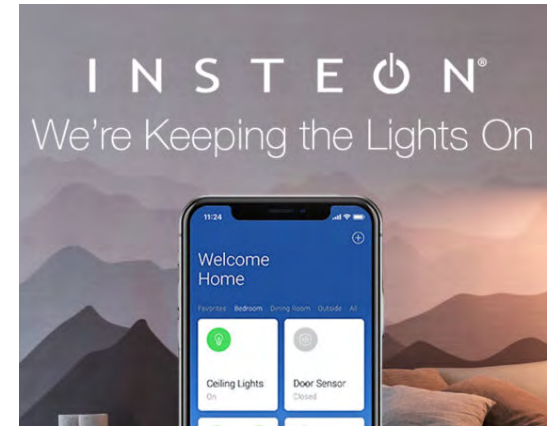 INSTEON®
We're Keeping the Lights On
11:24
Welcome
Home
Favorites Bedroom Dining Room Outside All
Ceiling Lights Door Sensor
On Closed